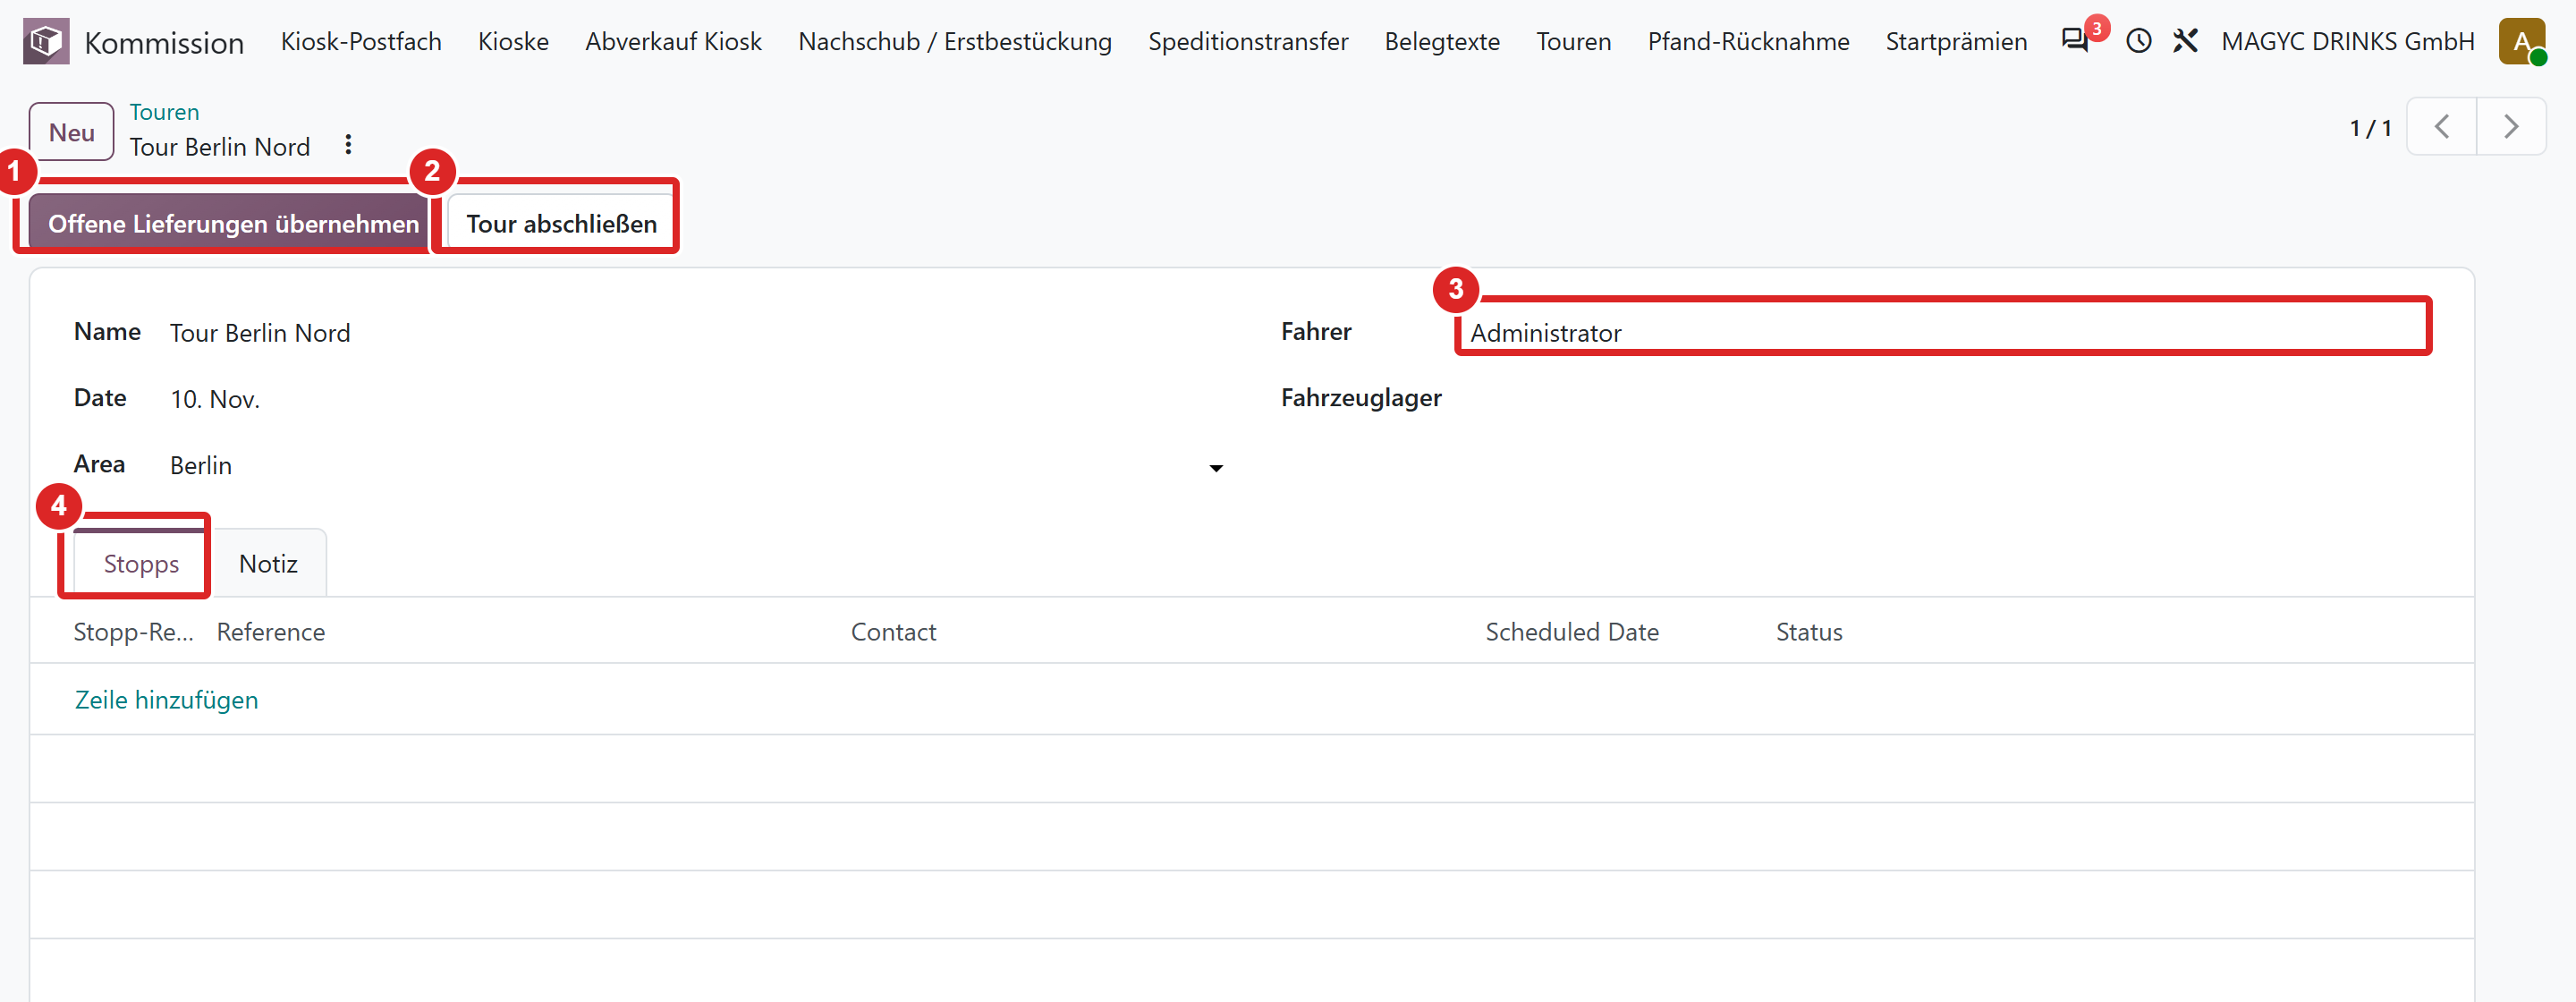 Kommission Kiosk-Postfach Kioske Abverkauf Kiosk Nachschub / Erstbestückung Speditionstransfer Belegtexte Touren Pfand-Rücknahme Startprämien 3 MAGYC DRINKS GmbH A
Neu Touren
Tour Berlin Nord
1 / 1
1 2
Offene Lieferungen übernehmen Tour abschließen
3
Name Tour Berlin Nord Fahrer Administrator
Date 10. Nov. Fahrzeuglager
Area Berlin
4
Stopps Notiz
Stopp-Re... Reference Contact Scheduled Date Status
Zeile hinzufügen